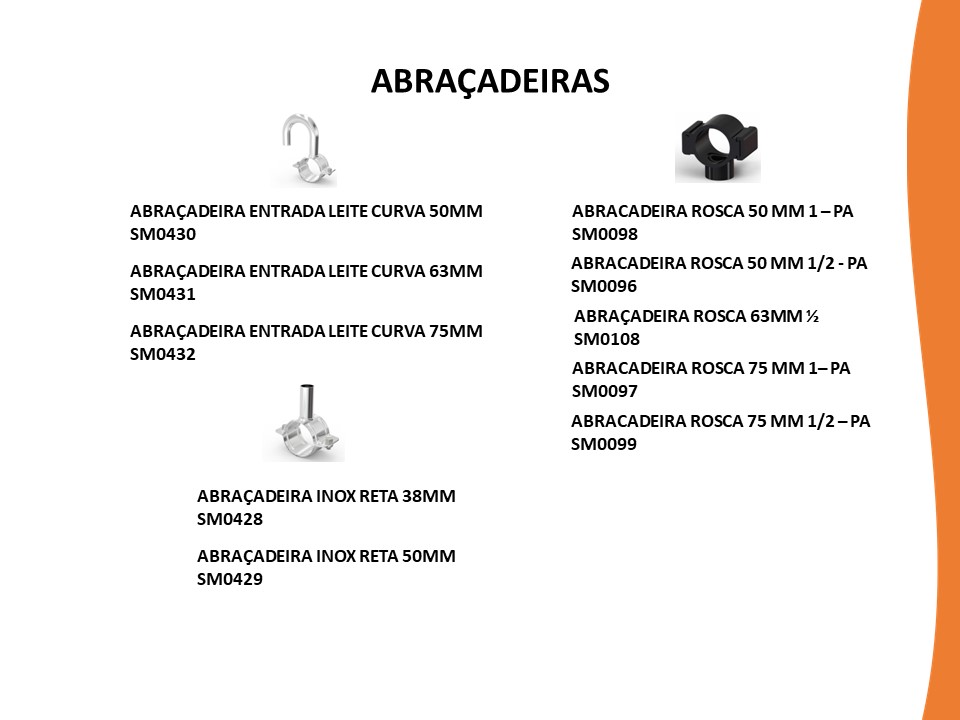 ABRAÇADEIRAS
ABRAÇADEIRA ENTRADA LEITE CURVA 50MM
SM0430
ABRAÇADEIRA ENTRADA LEITE CURVA 63MM
SM0431
ABRAÇADEIRA ENTRADA LEITE CURVA 75MM
SM0432
ABRAÇADEIRA INOX RETA 38MM
SM0428
ABRAÇADEIRA INOX RETA 50MM
SM0429
ABRACADEIRA ROSCA 50 MM 1 – PA
SM0098
ABRACADEIRA ROSCA 50 MM 1/2 - PA
SM0096
ABRAÇADEIRA ROSCA 63MM ½
SM0108
ABRACADEIRA ROSCA 75 MM 1– PA
SM0097
ABRACADEIRA ROSCA 75 MM 1/2 – PA
SM0099